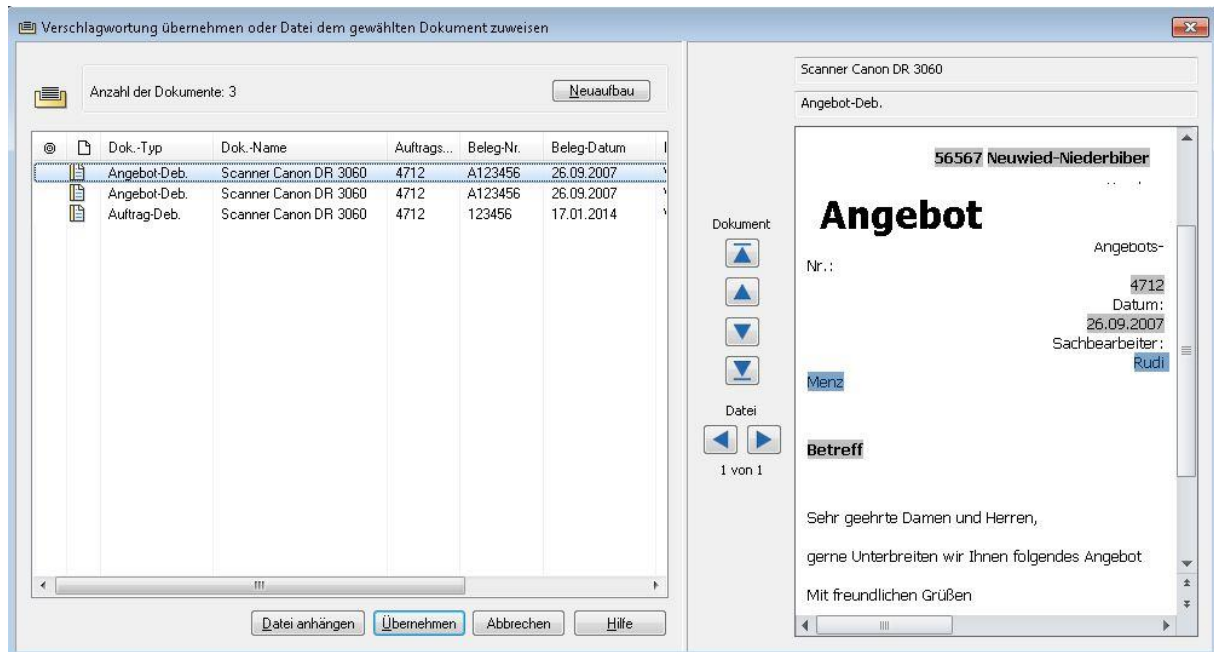 Verschlagwortung übernehmen oder Datei dem gewählten Dokument zuweisen
Anzahl der Dokumente: 3
Neuaufbau
Dok.-Typ Dok.-Name Auftrags... Beleg-Nr. Beleg-Datum
Angebot-Deb. Scanner Canon DR 3060 4712 A123456 26.09.2007
Angebot-Deb. Scanner Canon DR 3060 4712 A123456 26.09.2007
Auftrag-Deb. Scanner Canon DR 3060 4712 123456 17.01.2014
Datei anhängen Übernehmen Abbrechen Hilfe
Dokument
Datei
1 von 1
Scanner Canon DR 3060
Angebot-Deb.
56567 Neuwied-Niederbiber
Angebot
Angebots-
Nr.:
4712
Datum:
26.09.2007
Sachbearbeiter:
Rudi
Menz
Betreff
Sehr geehrte Damen und Herren,
gerne Unterbreiten wir Ihnen folgendes Angebot
Mit freundlichen Grüßen